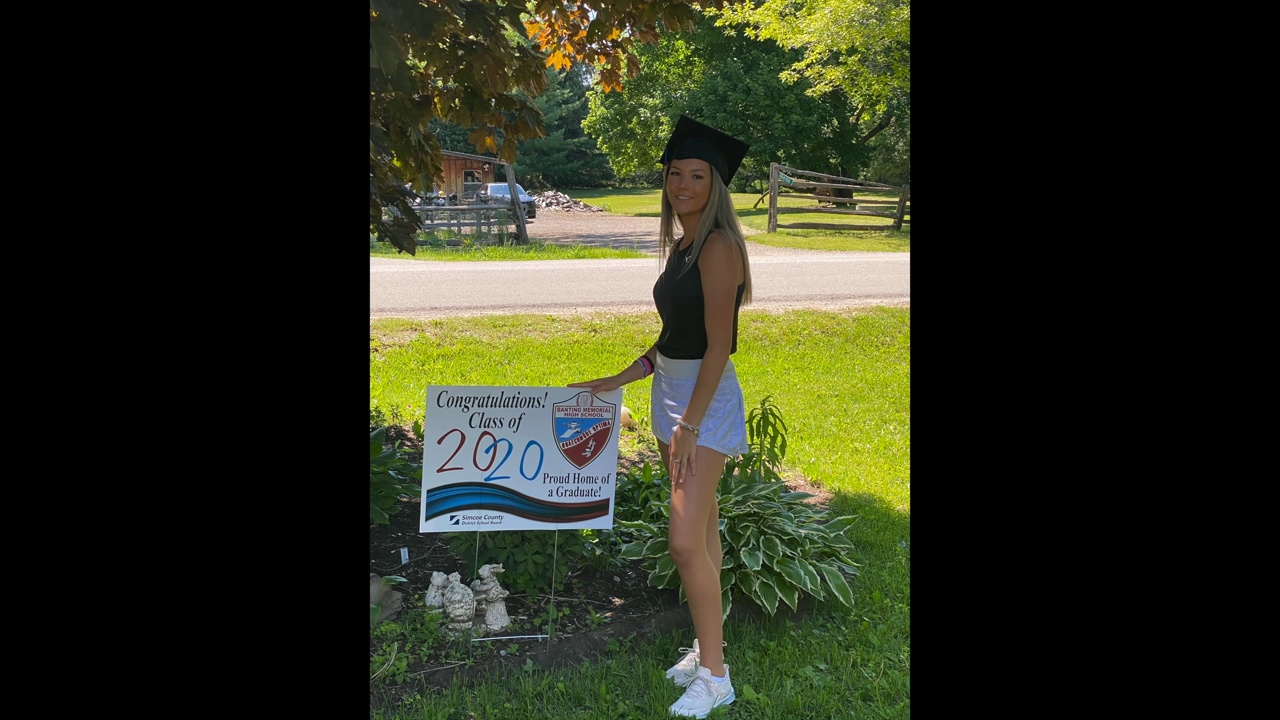 Congratulations!
Class of
2020
BANTING MEMORIAL
HIGH SCHOOL
Proud Home of
a Graduate!
Simcoe County
District School Board